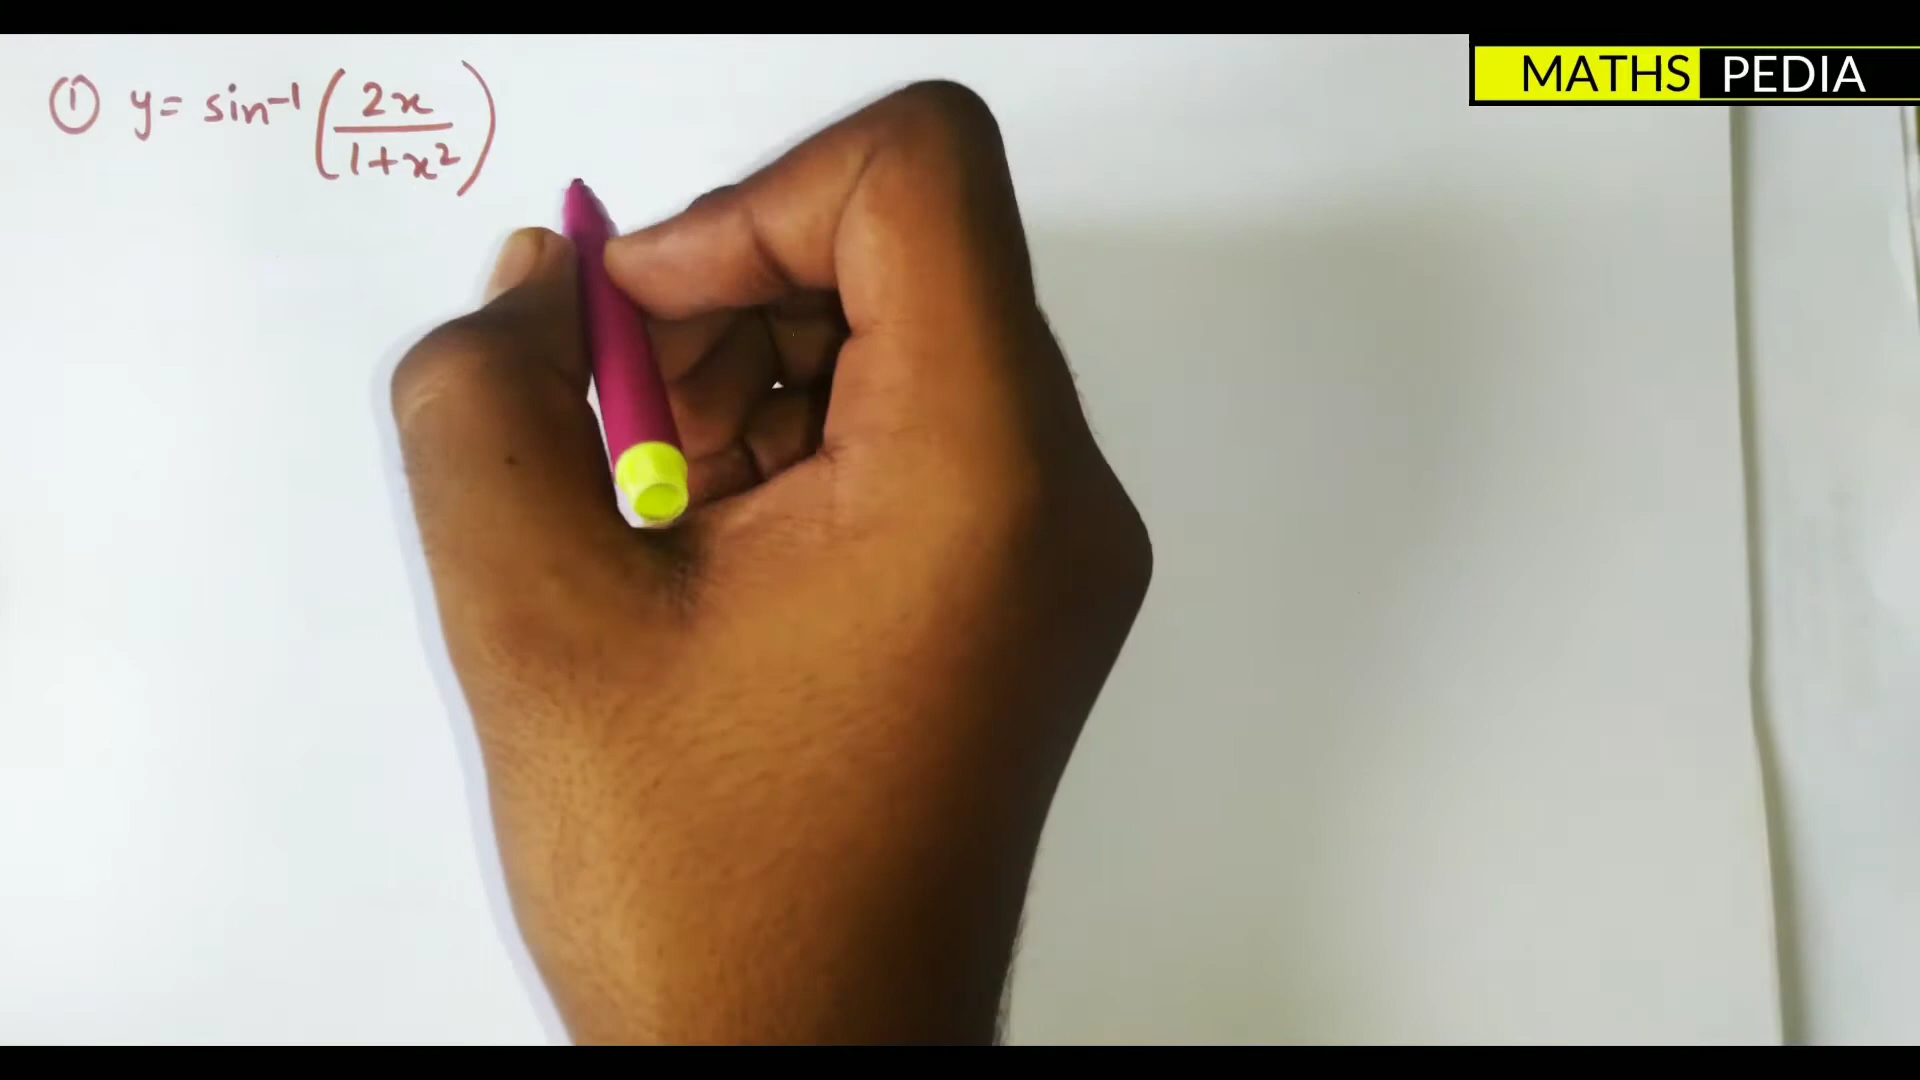 MATHS PEDIA
① y= sin⁻¹ (2x/1+x²)